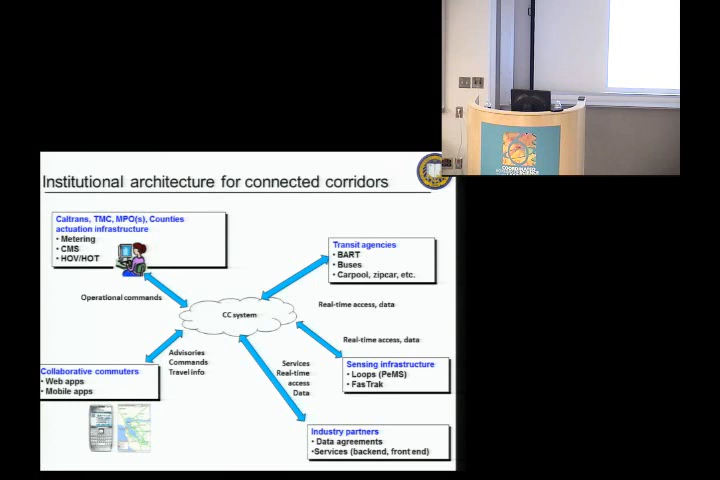 COORDINATED
SCIENCE
Institutional architecture for connected corridors
Caltrans, TMC, MPO(s), Counties
actuation infrastructure
• Metering
• CMS
• HOV/HOT
Transit agencies
• BART
• Buses
• Carpool, zipcar, etc.
Operational commands
CC system
Real-time access, data
Real-time access, data
Advisories
Commands
Travel info
Services
Real-time
access
Data
Sensing infrastructure
• Loops (PeMS)
• FasTrak
Collaborative commuters
• Web apps
• Mobile apps
Industry partners
• Data agreements
•Services (backend, front end)